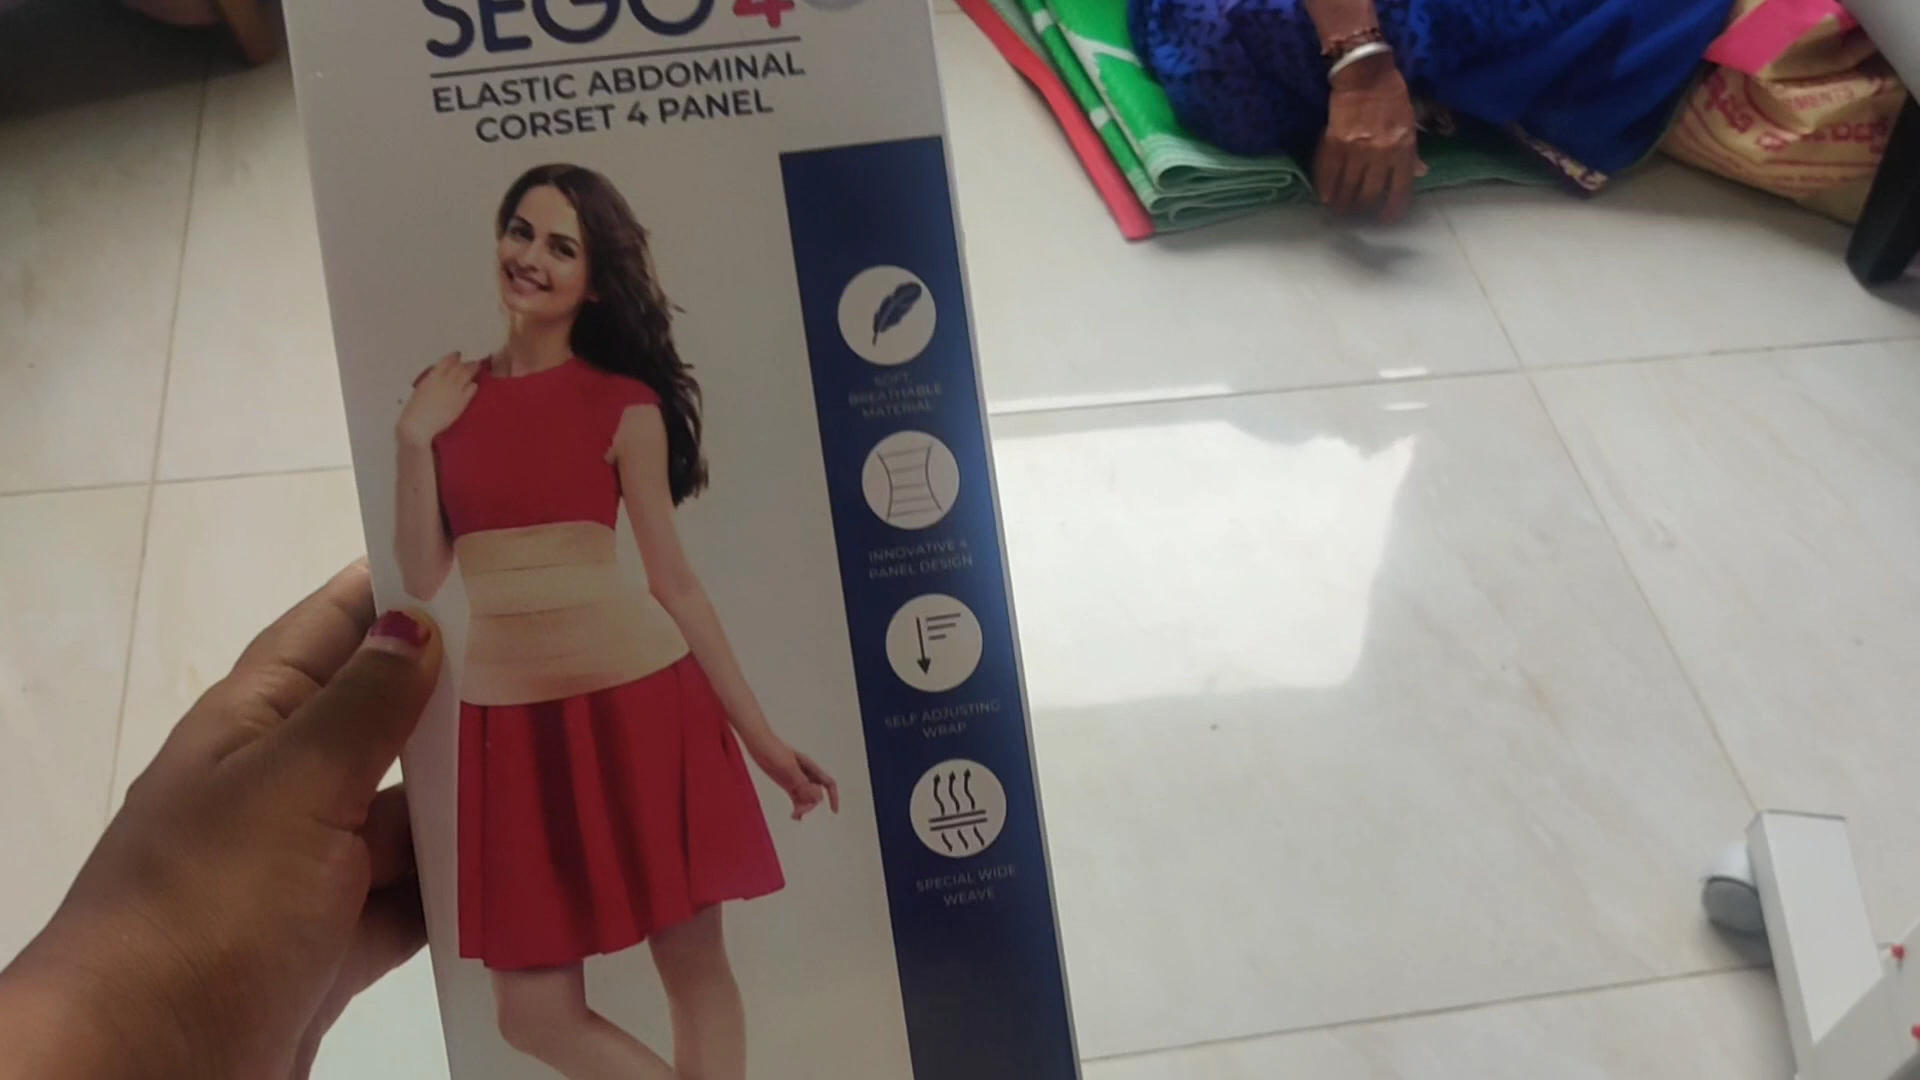 SEGO 4
ELASTIC ABDOMINAL
CORSET 4 PANEL
SOFT,
BREATHABLE
MATERIAL
INNOVATIVE 4
PANEL DESIGN
SELF ADJUSTING
WRAP
SPECIAL WIDE
WEAVE